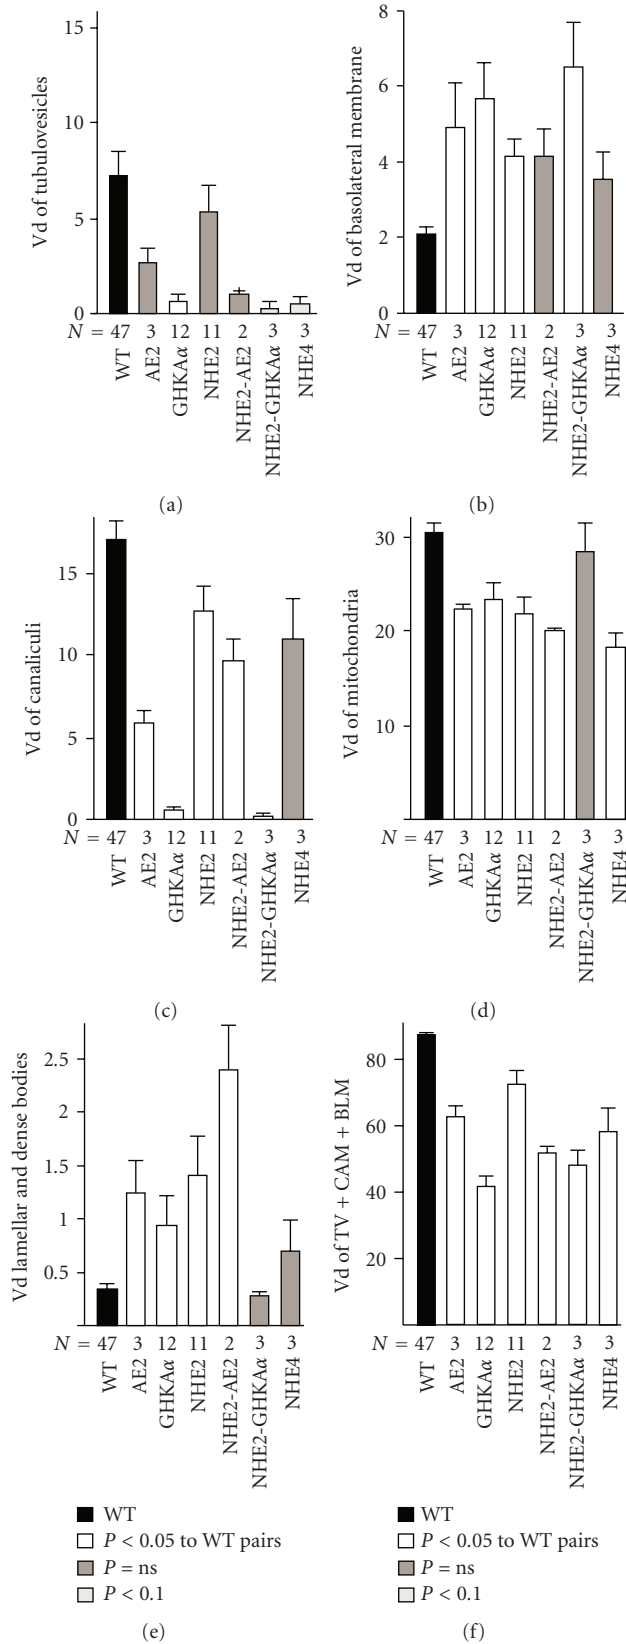 Vd of tubulovesicles
15
10
5
0
N = 47 3 12 11 2 3 3
WT
AE2
GHKAα
NHE2
NHE2-AE2
NHE2-GHKAα
NHE4
(a)
Vd of basolateral membrane
8
6
4
2
0
47 3 12 11 2 3 3
WT
AE2
GHKAα
NHE2
NHE2-AE2
NHE2-GHKAα
NHE4
(b)
Vd of canaliculi
15
10
5
0
N = 47 3 12 11 2 3 3
WT
AE2
GHKAα
NHE2
NHE2-AE2
NHE2-GHKAα
NHE4
(c)
Vd of mitochondria
30
20
10
N = 47 3 12 11 2 3 3
WT
AE2
GHKAα
NHE2
NHE2-AE2
NHE2-GHKAα
NHE4
(d)
Vd lamellar and dense bodies
2.5
2
1.5
1
0.5
N = 47 3 12 11 2 3 3
WT
AE2
GHKAα
NHE2
NHE2-AE2
NHE2-GHKAα
NHE4
WT
P < 0.05 to WT pairs
P = ns
P < 0.1
(e)
Vd of TV + CAM + BLM
80
60
40
20
N = 47 3 12 11 2 3 3
WT
AE2
GHKAα
NHE2
NHE2-AE2
NHE2-GHKAα
NHE4
WT
P < 0.05 to WT pairs
P = ns
P < 0.1
(f)